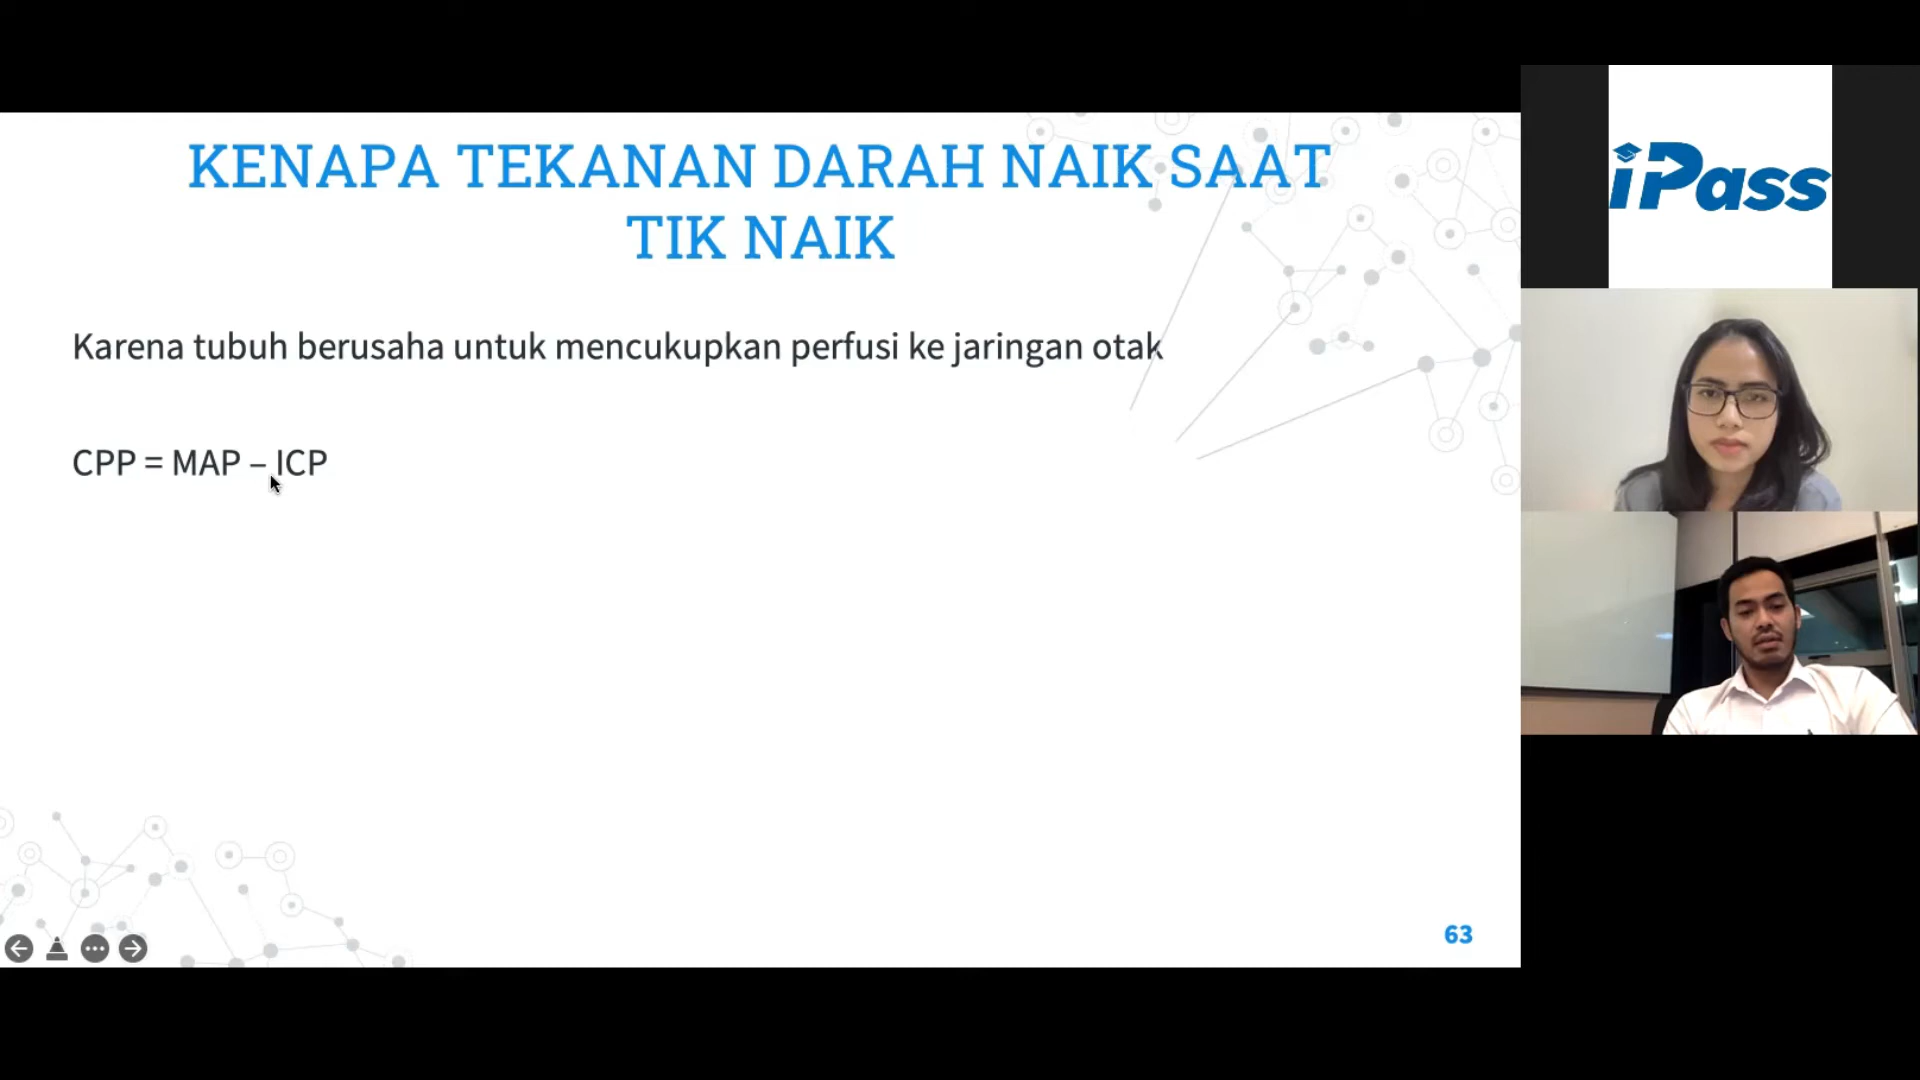 KENAPA TEKANAN DARAH NAIK SAAT
TIK NAIK
Karena tubuh berusaha untuk mencukupkan perfusi ke jaringan otak
CPP = MAP – ICP
63
iPass